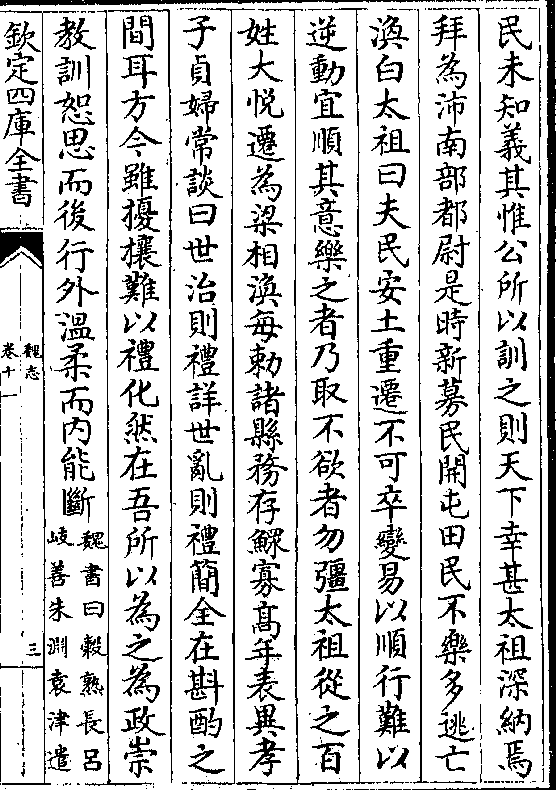 民未知義其惟公所以訓之則天下幸甚太祖深納焉
拜為沛南部都尉是時新募民開屯田民不樂多逃亡
渙白太祖曰夫民安土重遷不可卒變易以順行難以
逆動宜順其意樂之者乃取不欲者勿彊太祖從之百
姓大悅遷為梁相渙每勅諸縣務存鰥寡高年表異孝
子貞婦常談曰世治則禮詳世亂則禮簡全在斟酌之
間耳方今雖擾攘難以禮化然在吾所以為之為政崇
教訓恕思而後行外溫柔而內能斷
魏書曰穀熟長呂
岐善朱淵袁津遣
欽定四庫全書
魏志
卷十一
三